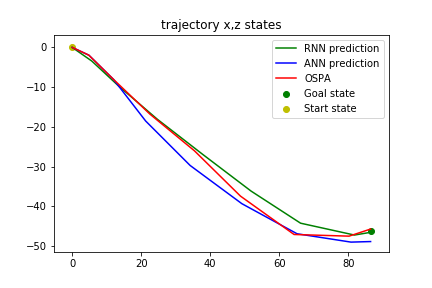 trajectory x,z states
RNN prediction
ANN prediction
OSPA
Goal state
Start state
0
−10
−20
−30
−40
−50
0 20 40 60 80